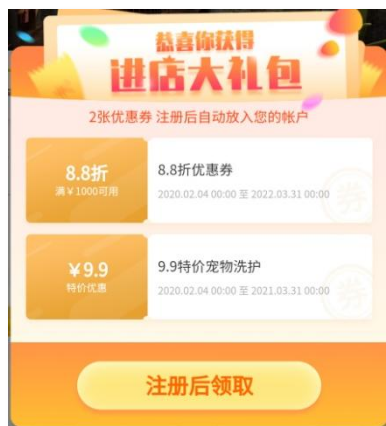 恭喜你获得
进店大礼包
2张优惠券 注册后自动放入您的帐户
8.8折
满￥1000可用
8.8折优惠券
2020.02.04 00:00 至 2022.03.31 00:00
券
￥9.9
特价优惠
9.9特价宠物洗护
2020.02.04 00:00 至 2021.03.31 00:00
券
注册后领取